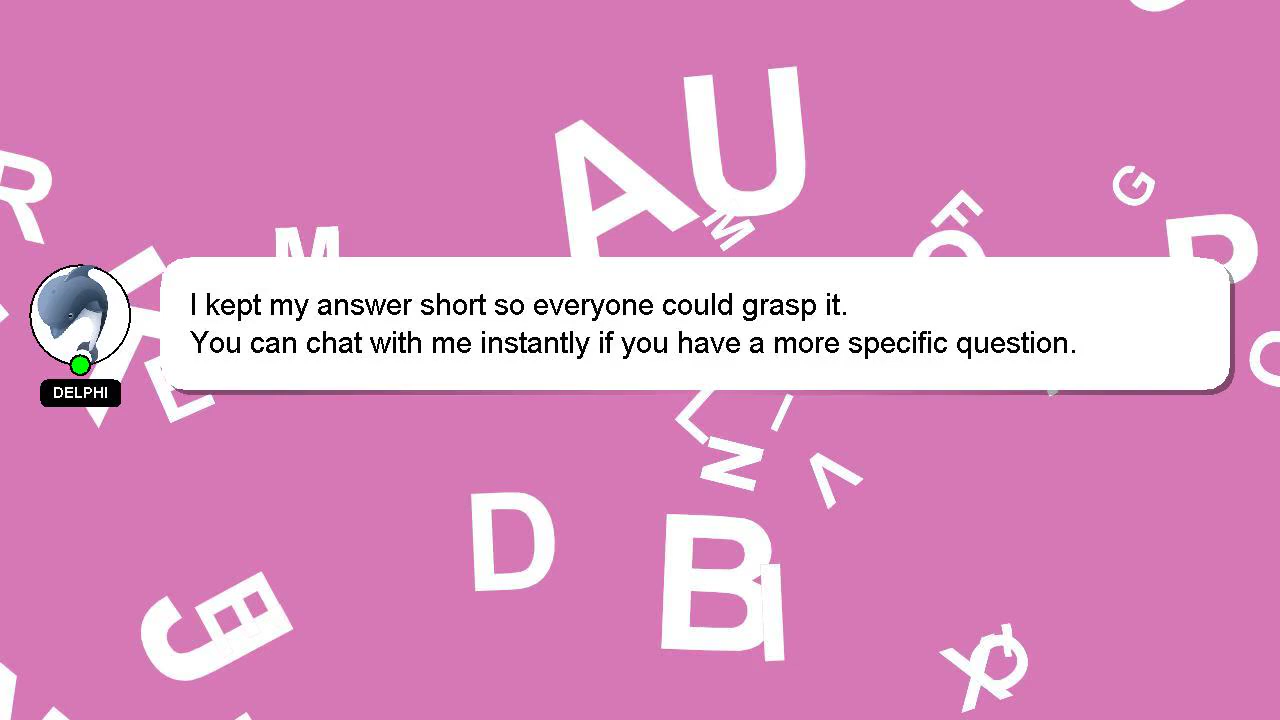 U
A
G
R
F
M
M
O
P
I kept my answer short so everyone could grasp it.
You can chat with me instantly if you have a more specific question.
DELPHI
E
L
I
N
V
D
B
I
E
J
X
Q